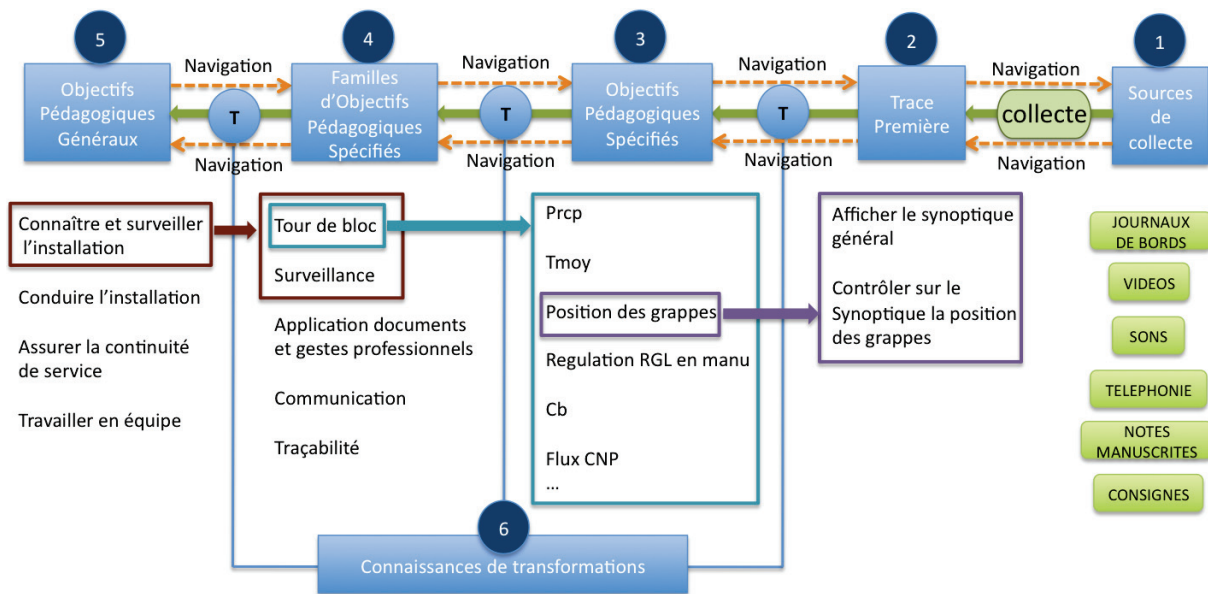 5
4
3
2
1
Objectifs
Pédagogiques
Généraux
Navigation
T
Navigation
Familles
d'Objectifs
Pédagogiques
Spécifiés
Navigation
T
Navigation
Objectifs
Pédagogiques
Spécifiés
Navigation
T
Navigation
Trace
Première
Navigation
collecte
Navigation
Sources
de
collecte
Connaître et surveiller
l'installation
Conduire l'installation
Assurer la continuité
de service
Travailler en équipe
Tour de bloc
Surveillance
Application documents
et gestes professionnels
Communication
Traçabilité
Prcp
Tmoy
Position des grappes
Regulation RGL en manu
Cb
Flux CNP
...
Afficher le synoptique
général
Contrôler sur le
Synoptique la position
des grappes
JOURNAUX
DE BORDS
VIDEOS
SONS
TELEPHONIE
NOTES
MANUSCRITES
CONSIGNES
6
Connaissances de transformations